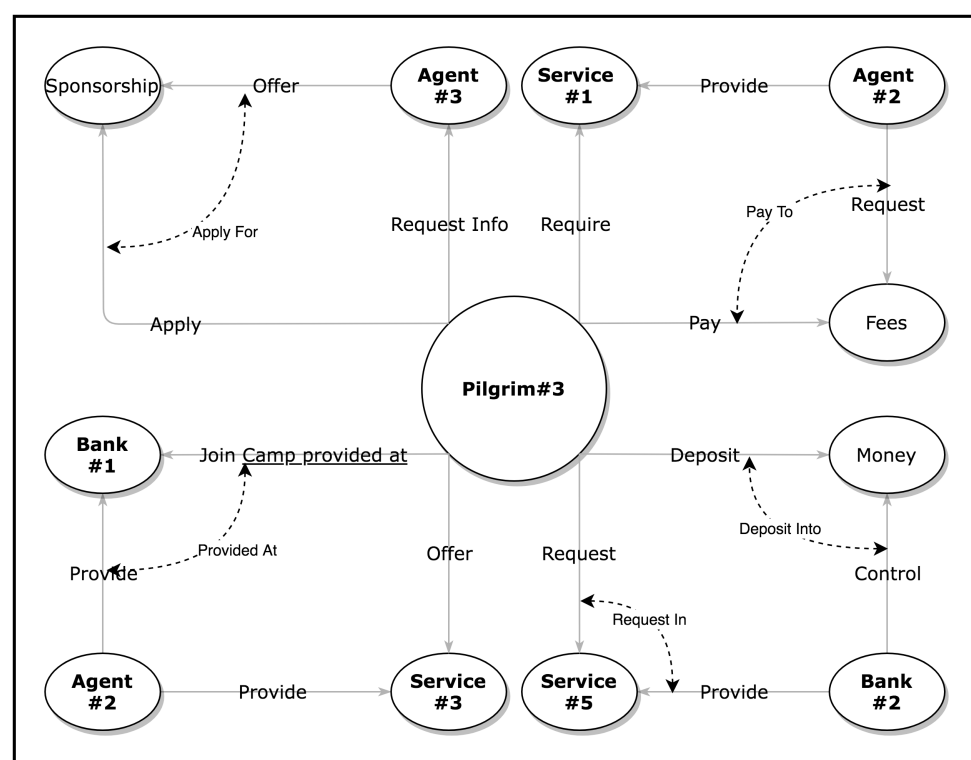 Sponsorship
Offer
Agent
#3
Service
#1
Provide
Agent
#2
Apply For
Request Info
Require
Pay To
Request
Apply
Pay
Fees
Pilgrim#3
Bank
#1
Join Camp provided at
Deposit
Money
Provided At
Provide
Offer
Request
Deposit Into
Control
Request In
Agent
#2
Provide
Service
#3
Service
#5
Provide
Bank
#2